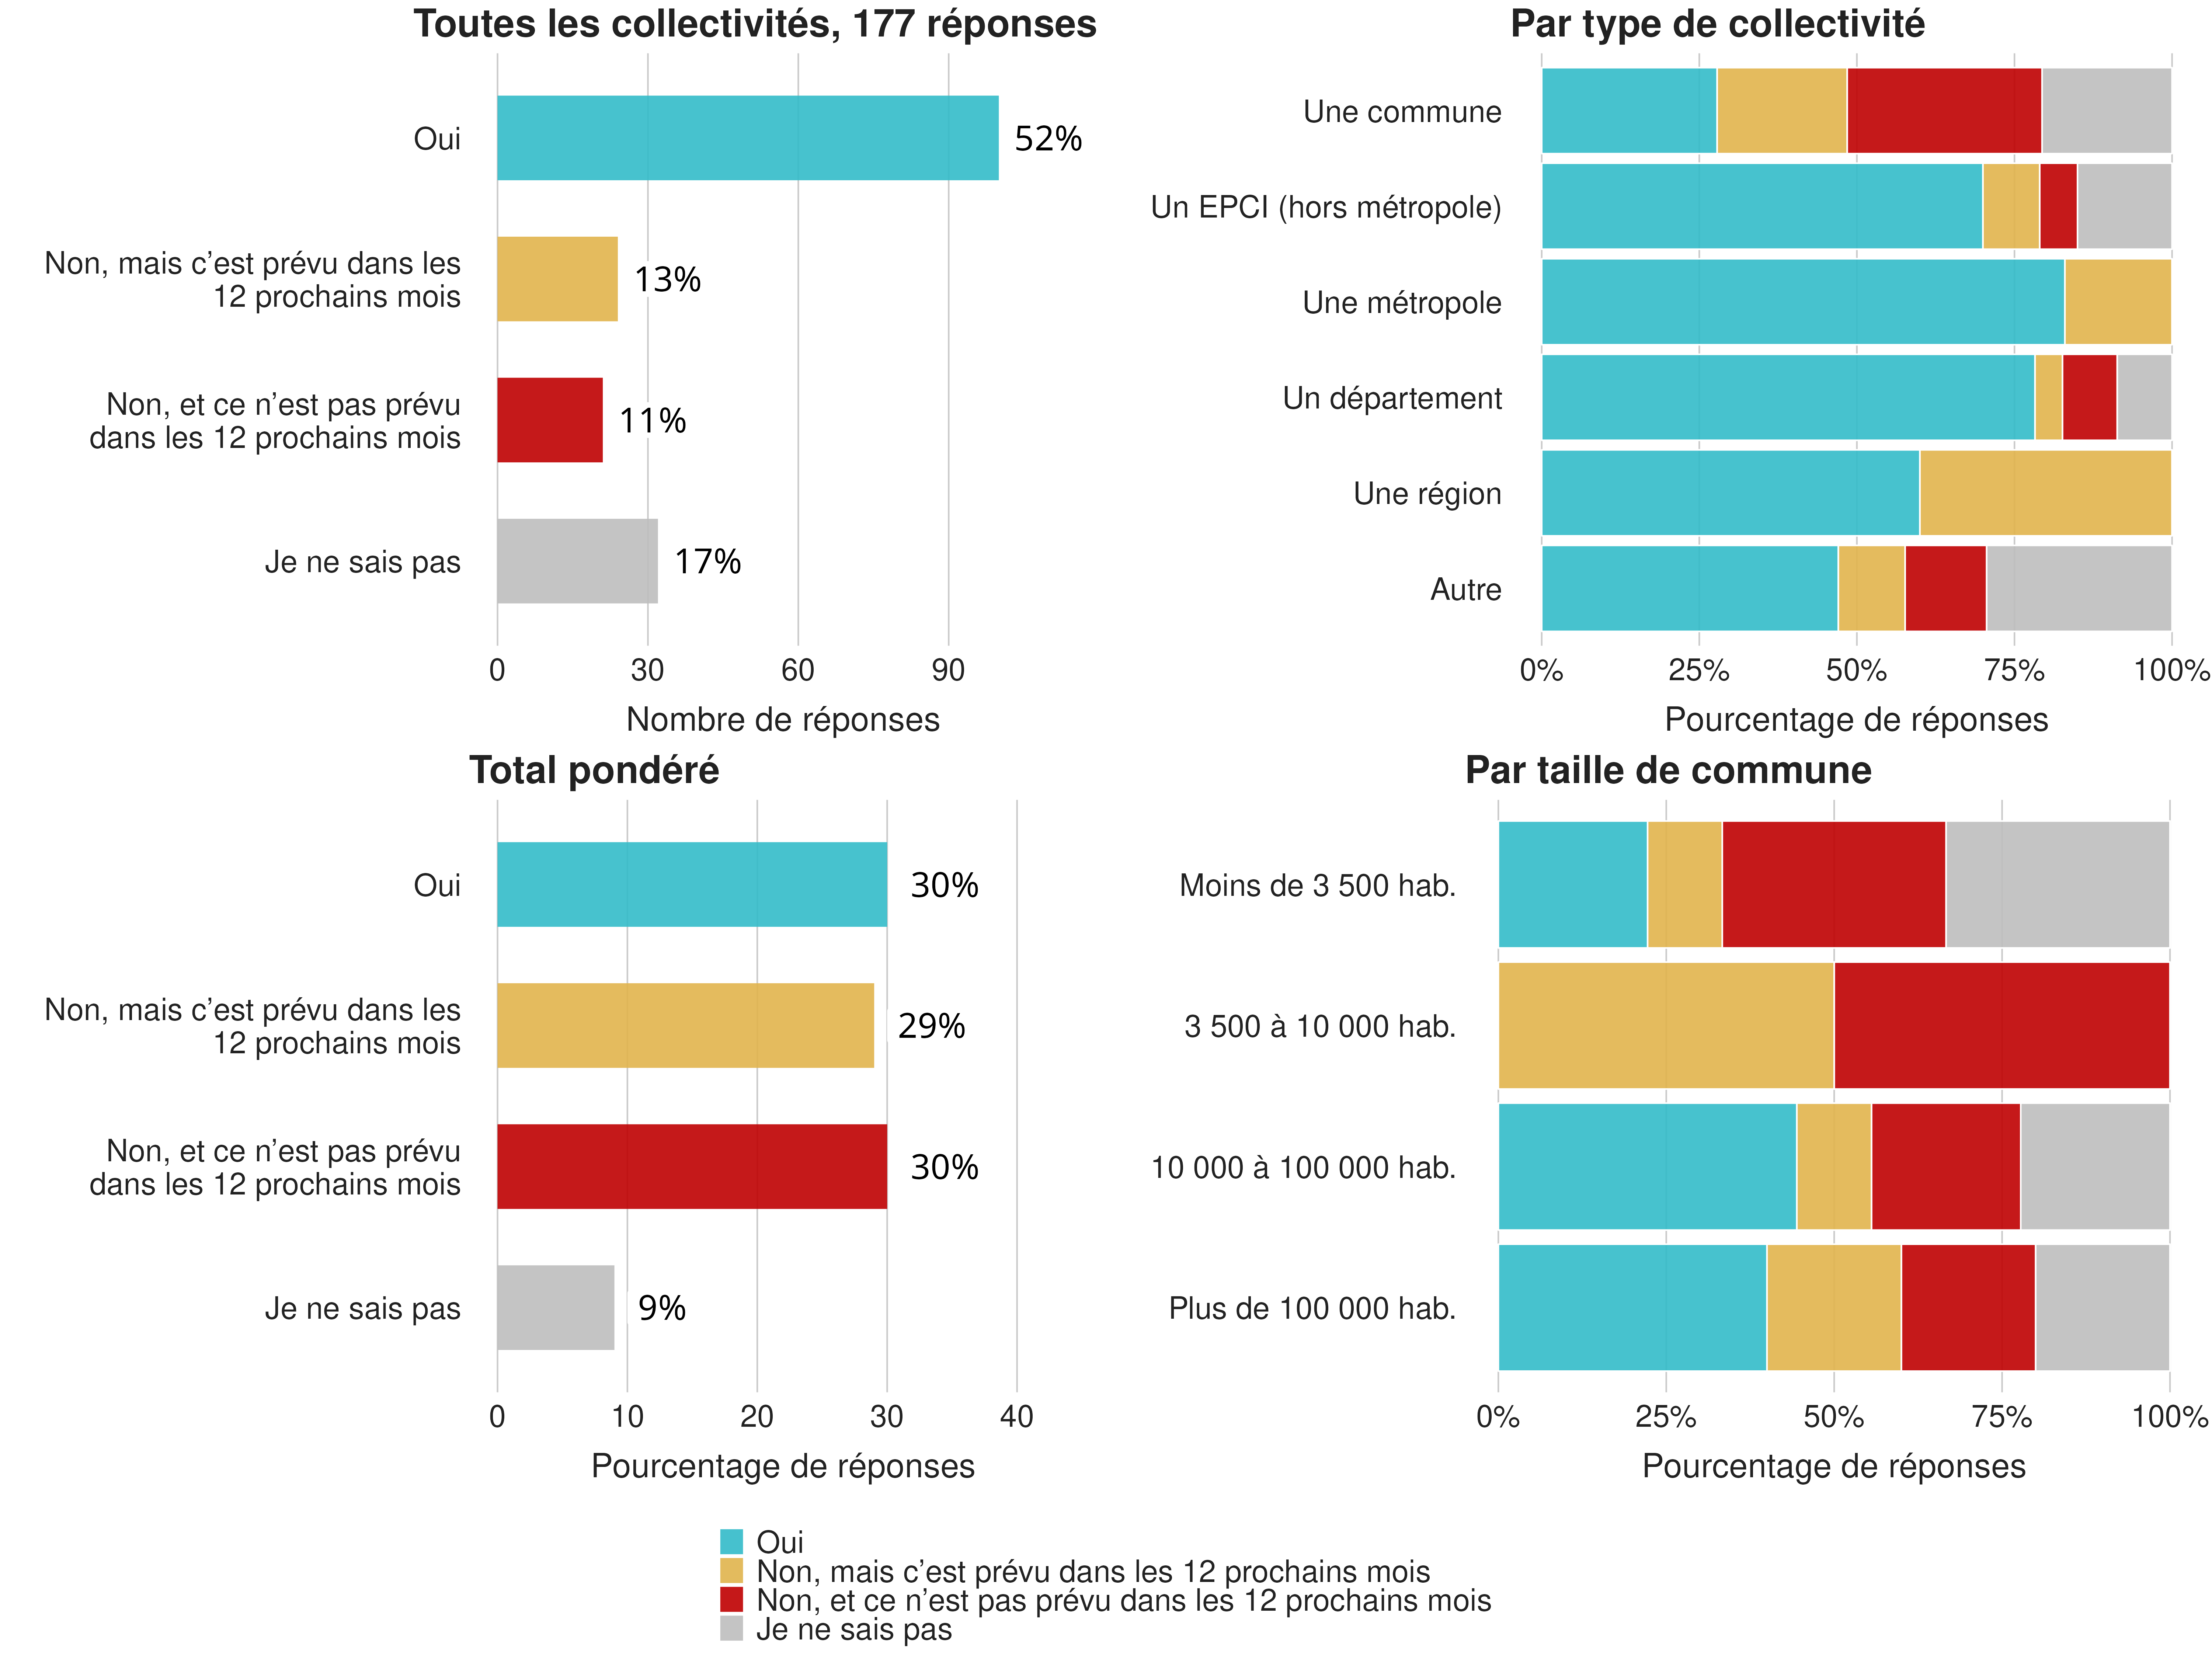 Toutes les collectivités, 177 réponses
Oui
52%
Non, mais c’est prévu dans les
12 prochains mois
13%
Non, et ce n’est pas prévu
dans les 12 prochains mois
11%
Je ne sais pas
17%
0 30 60 90
Nombre de réponses
Par type de collectivité
Une commune
Un EPCI (hors métropole)
Une métropole
Un département
Une région
Autre
0% 25% 50% 75% 100%
Pourcentage de réponses
Total pondéré
Oui
30%
Non, mais c’est prévu dans les
12 prochains mois
29%
Non, et ce n’est pas prévu
dans les 12 prochains mois
30%
Je ne sais pas
9%
0 10 20 30 40
Pourcentage de réponses
Par taille de commune
Moins de 3 500 hab.
3 500 à 10 000 hab.
10 000 à 100 000 hab.
Plus de 100 000 hab.
0% 25% 50% 75% 100%
Pourcentage de réponses
Oui
Non, mais c’est prévu dans les 12 prochains mois
Non, et ce n’est pas prévu dans les 12 prochains mois
Je ne sais pas